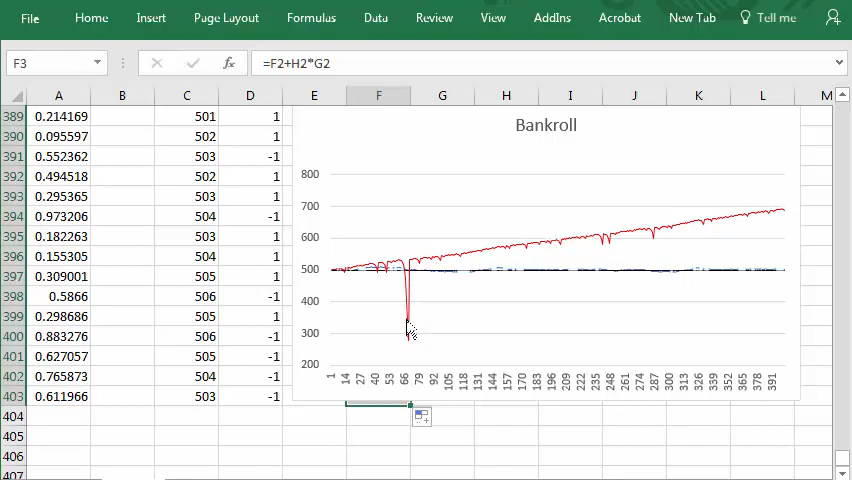 File Home Insert Page Layout Formulas Data Review View AddIns Acrobat New Tab Tell me
F3 fx =F2+H2*G2
A B C D E F G H I J K L M
389 0.214169 501 1
390 0.095597 502 1
391 0.552362 503 -1
392 0.494518 502 1
393 0.295365 503 1
394 0.973206 504 -1
395 0.182263 503 1
396 0.155305 504 1
397 0.309001 505 1
398 0.5866 506 -1
399 0.298686 505 1
400 0.883276 506 -1
401 0.627057 505 -1
402 0.765873 504 -1
403 0.611966 503 -1
404
405
406
407
Bankroll
800
700
600
500
400
300
200
1 14 27 40 53 66 79 92 105 118 131 144 157 170 183 196 209 222 235 248 261 274 287 300 313 326 339 352 365 378 391